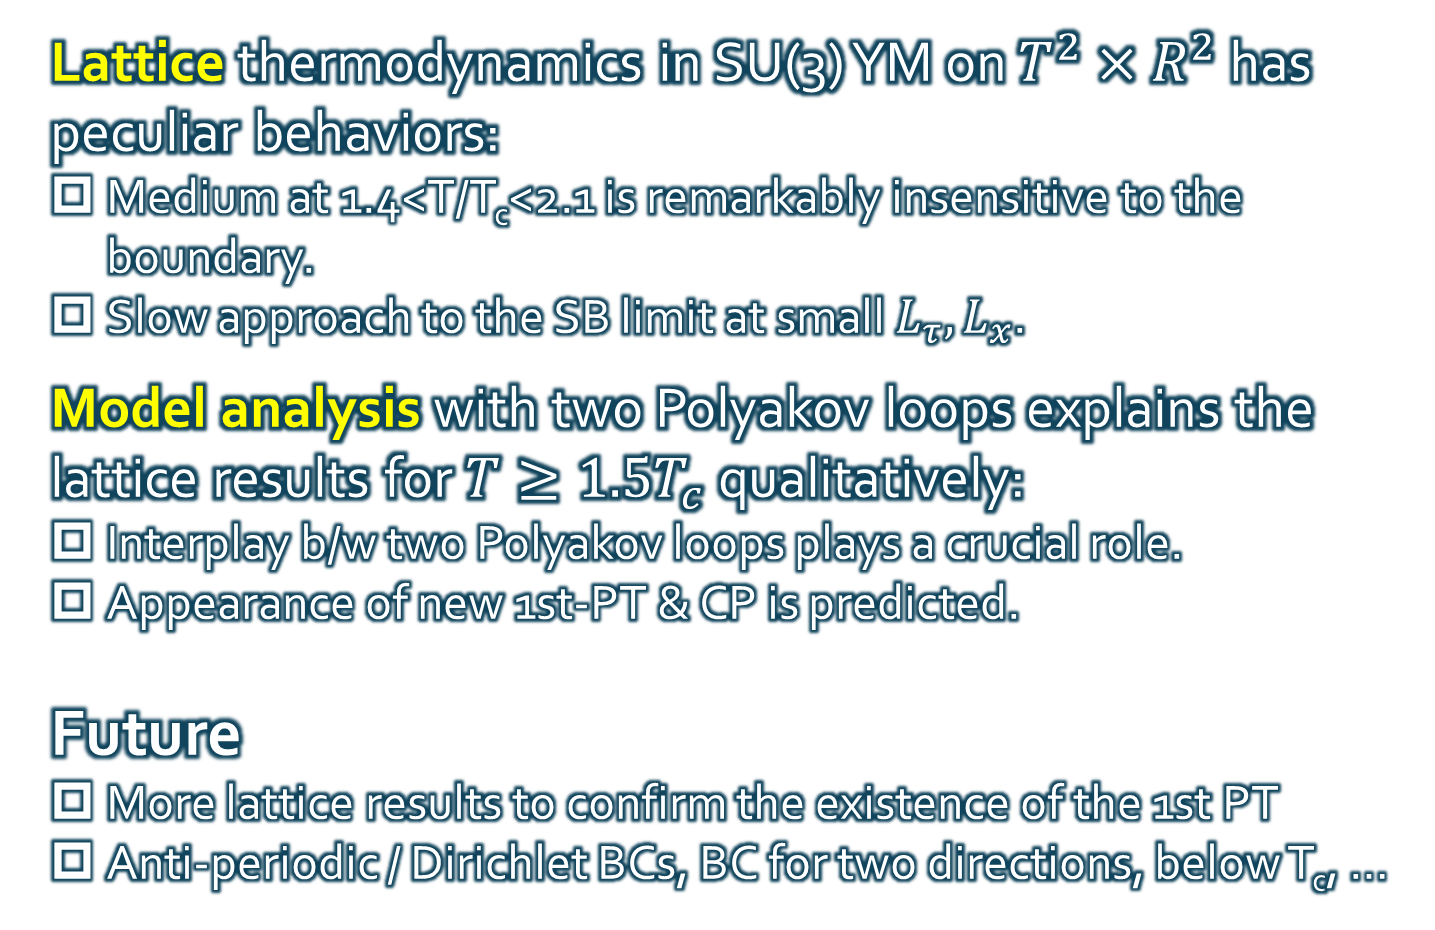 Lattice thermodynamics in SU(3) YM on T² × R² has
peculiar behaviors:
Medium at 1.4<T/Tc<2.1 is remarkably insensitive to the
boundary.
Slow approach to the SB limit at small Lτ, Lx.
Model analysis with two Polyakov loops explains the
lattice results for T ≥ 1.5Tc qualitatively:
Interplay b/w two Polyakov loops plays a crucial role.
Appearance of new 1st-PT & CP is predicted.
Future
More lattice results to confirm the existence of the 1st PT
Anti-periodic / Dirichlet BCs, BC for two directions, below Tc, ...